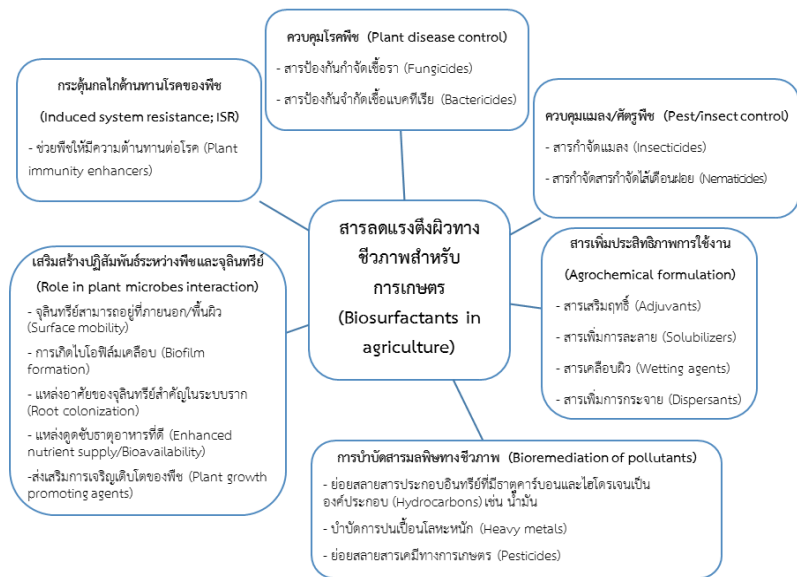 ควบคุมโรคพืช (Plant disease control)
- สารป้องกันกำจัดเชื้อรา (Fungicides)
- สารป้องกันจำกัดเชื้อแบคทีเรีย (Bactericides)
กระตุ้นกลไกต้านทานโรคของพืช
(Induced system resistance; ISR)
- ช่วยพืชให้มีความต้านทานต่อโรค (Plant
immunity enhancers)
ควบคุมแมลง/ศัตรูพืช (Pest/insect control)
- สารกำจัดแมลง (Insecticides)
- สารกำจัดสารกำจัดไส้เดือนฝอย (Nematicides)
สารลดแรงตึงผิวทาง
ชีวภาพสำหรับ
การเกษตร
(Biosurfactants in
agriculture)
เสริมสร้างปฏิสัมพันธ์ระหว่างพืชและจุลินทรีย์
(Role in plant microbes interaction)
- จุลินทรีย์สามารถอยู่ที่ภายนอก/พื้นผิว
(Surface mobility)
- การเกิดไบโอฟิล์มเคลือบ (Biofilm
formation)
- แหล่งอาศัยของจุลินทรีย์สำคัญในระบบราก
(Root colonization)
- แหล่งดูดซับธาตุอาหารที่ดี (Enhanced
nutrient supply/Bioavailability)
-ส่งเสริมการเจริญเติบโตของพืช (Plant growth
promoting agents)
สารเพิ่มประสิทธิภาพการใช้งาน
(Agrochemical formulation)
- สารเสริมฤทธิ์ (Adjuvants)
- สารเพิ่มการละลาย (Solubilizers)
- สารเคลือบผิว (Wetting agents)
- สารเพิ่มการกระจาย (Dispersants)
การบำบัดสารมลพิษทางชีวภาพ (Bioremediation of pollutants)
- ย่อยสลายสารประกอบอินทรีย์ที่มีธาตุคาร์บอนและไฮโดรเจนเป็น
องค์ประกอบ (Hydrocarbons) เช่น น้ำมัน
- บำบัดการปนเปื้อนโลหะหนัก (Heavy metals)
- ย่อยสลายสารเคมีทางการเกษตร (Pesticides)